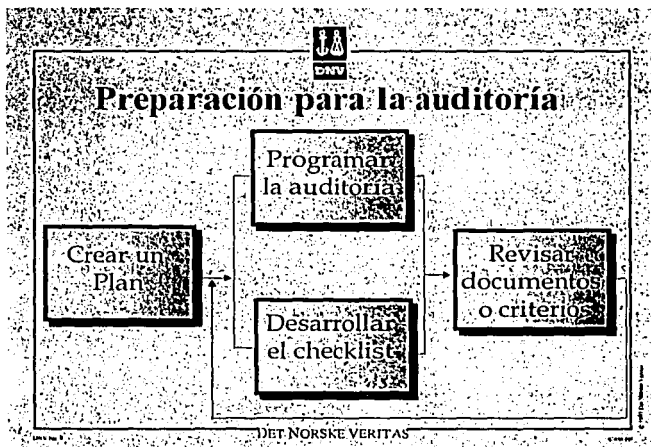 DNV
Preparación para la auditoría
Programar
la auditoría
Crear un
Plan
Revisar
documentos
o criterios
Desarrollar
el checklist
DET NORSKE VERITAS